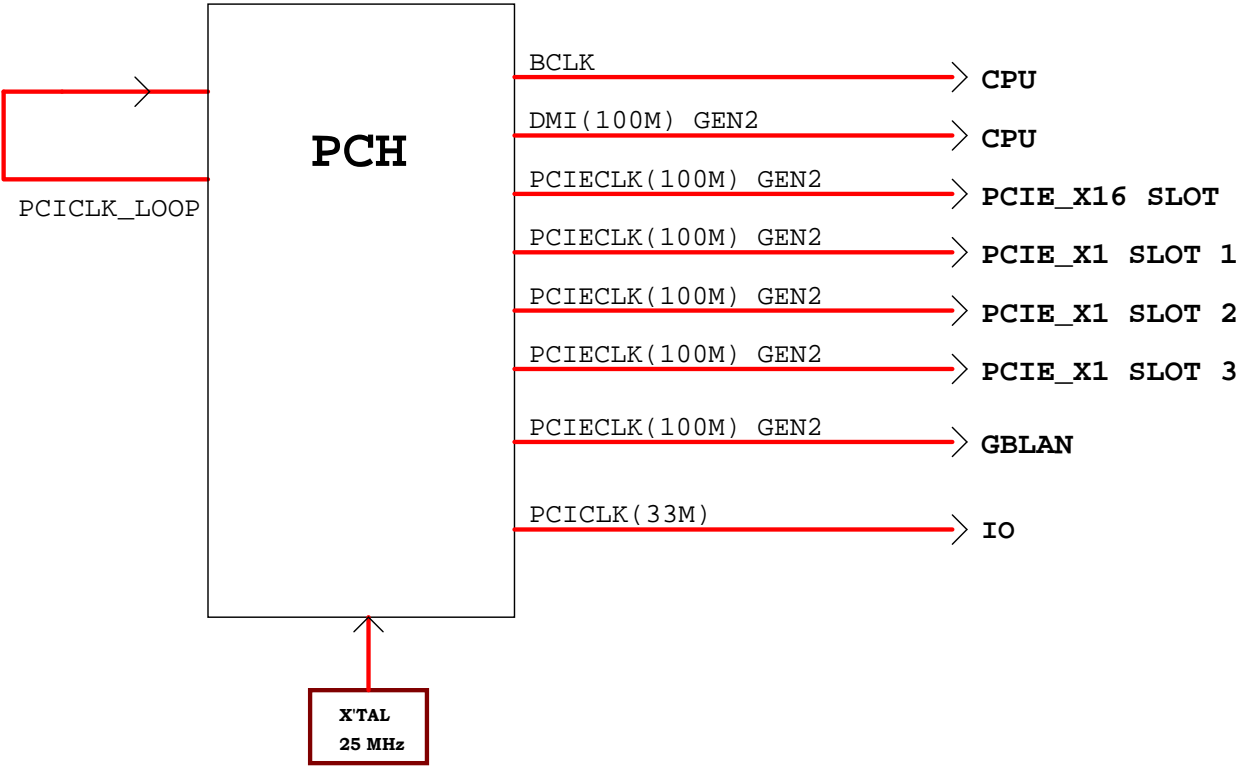 BCLK
CPU
DMI(100M) GEN2
CPU
PCH
PCIECLK(100M) GEN2
PCIE_X16 SLOT
PCICLK_LOOP
PCIECLK(100M) GEN2
PCIE_X1 SLOT 1
PCIECLK(100M) GEN2
PCIE_X1 SLOT 2
PCIECLK(100M) GEN2
PCIE_X1 SLOT 3
PCIECLK(100M) GEN2
GBLAN
PCICLK(33M)
IO
X'TAL
25 MHz